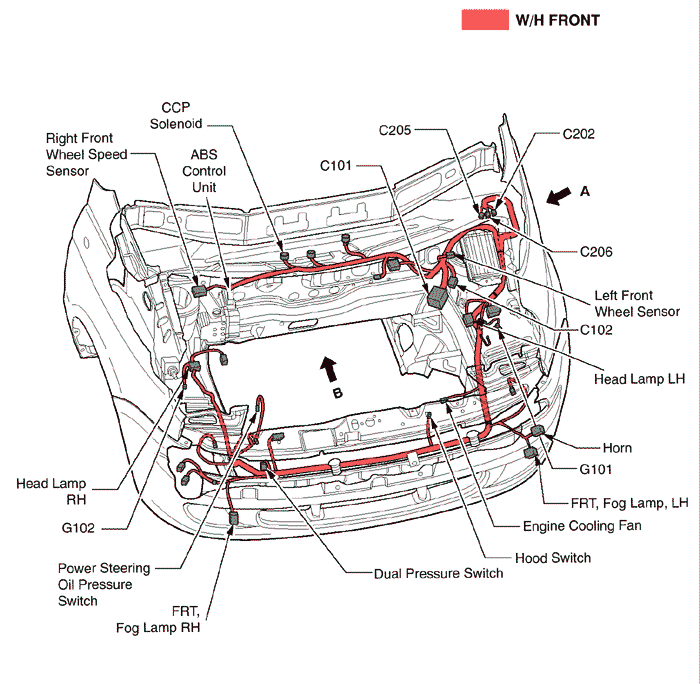 W/H FRONT
CCP
Solenoid
C205
C202
Right Front
Wheel Speed
Sensor
ABS
Control
Unit
C101
A
C206
Left Front
Wheel Sensor
C102
Head Lamp LH
B
Horn
G101
Head Lamp
RH
FRT, Fog Lamp, LH
G102
Engine Cooling Fan
Hood Switch
Power Steering
Oil Pressure
Switch
Dual Pressure Switch
FRT,
Fog Lamp RH